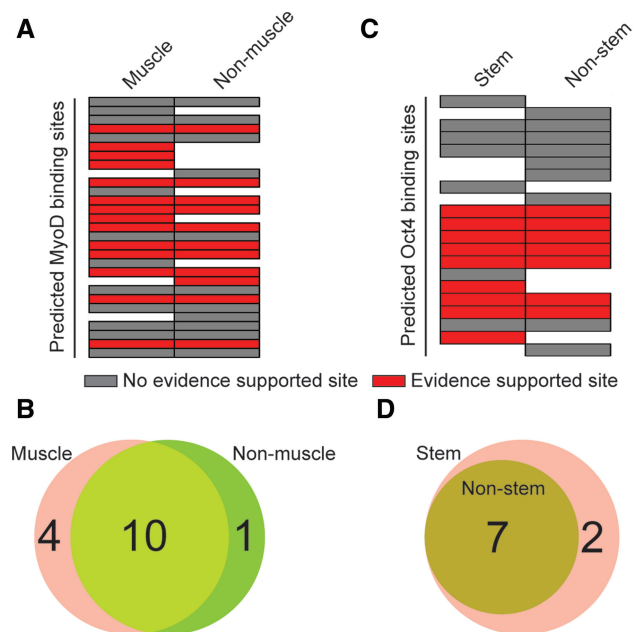 A
Muscle
Non-muscle
Predicted MyoD binding sites
C
Stem
Non-stem
Predicted Oct4 binding sites
No evidence supported site
Evidence supported site
B
Muscle
Non-muscle
4
10
1
D
Stem
Non-stem
7
2